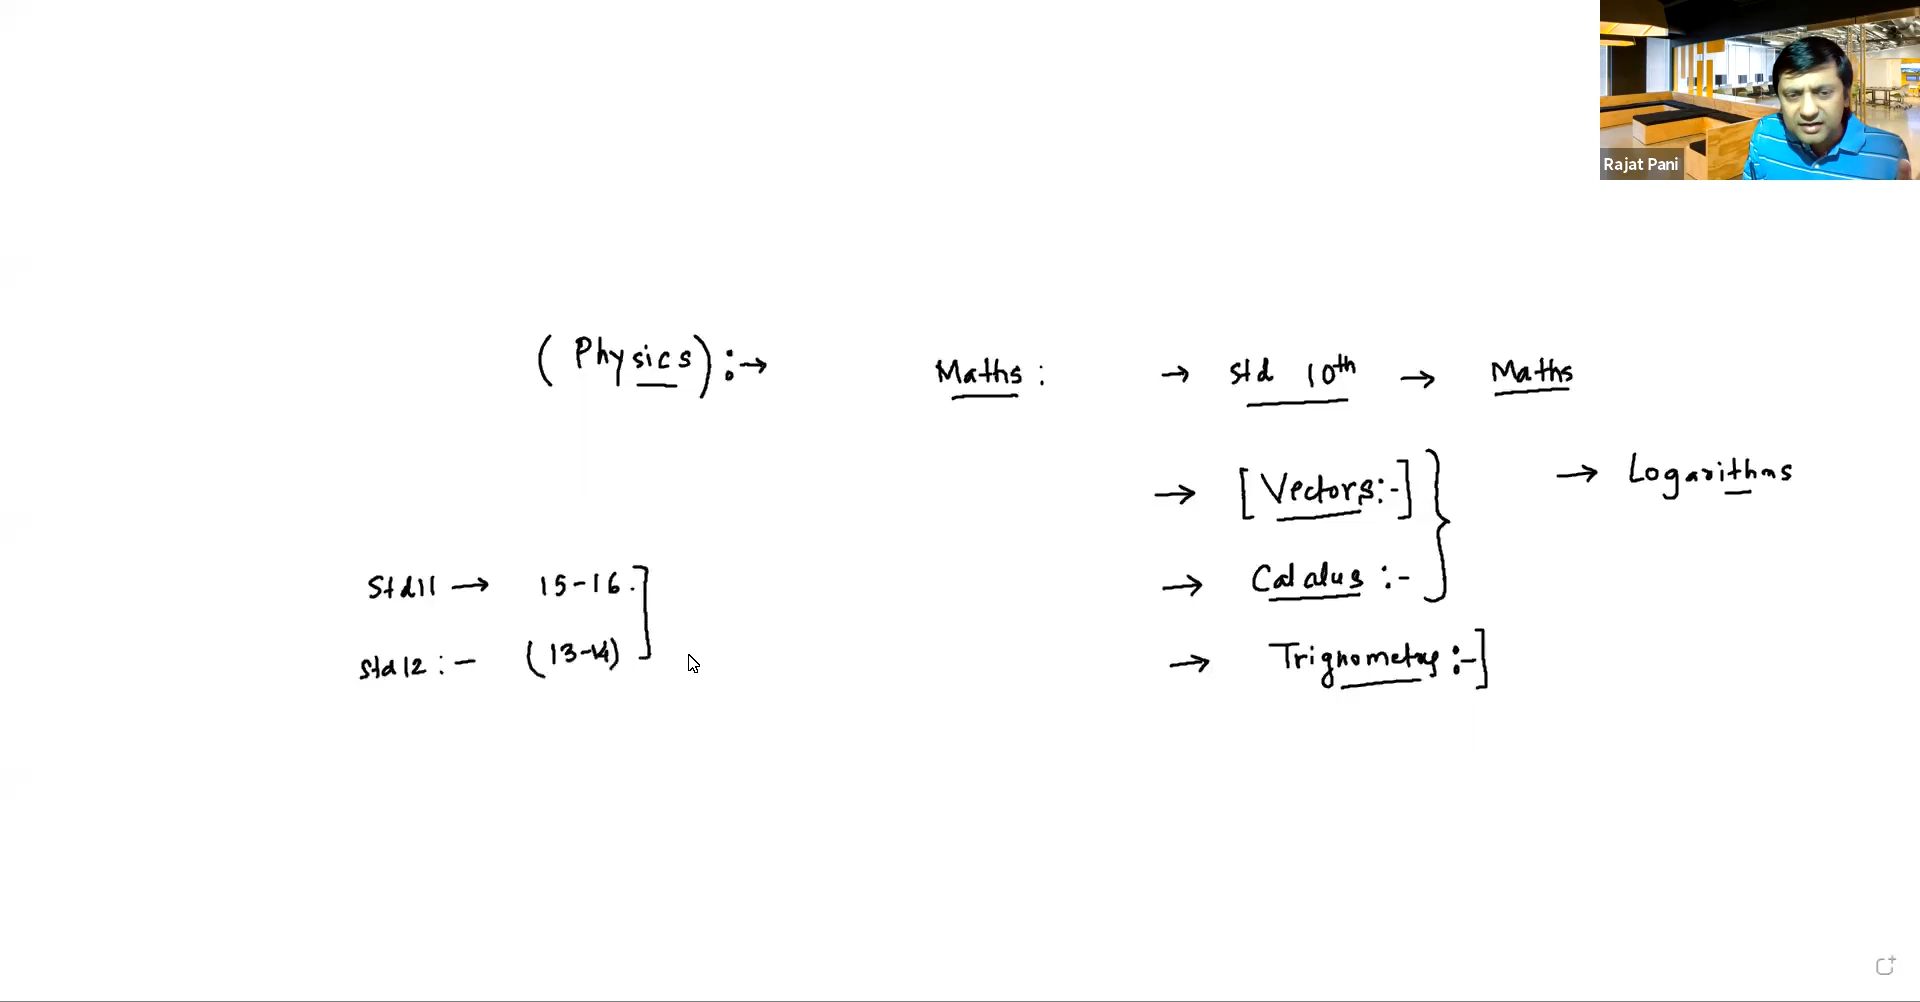 Rajat Pani
(Physics) :→ Maths : → Std 10th → Maths
→ [Vectors:-] } → Logarithms
Std 11 → 15-16.]
→ Calalus :-
Std 12 :- (13-14)
→ Trignometry :-]